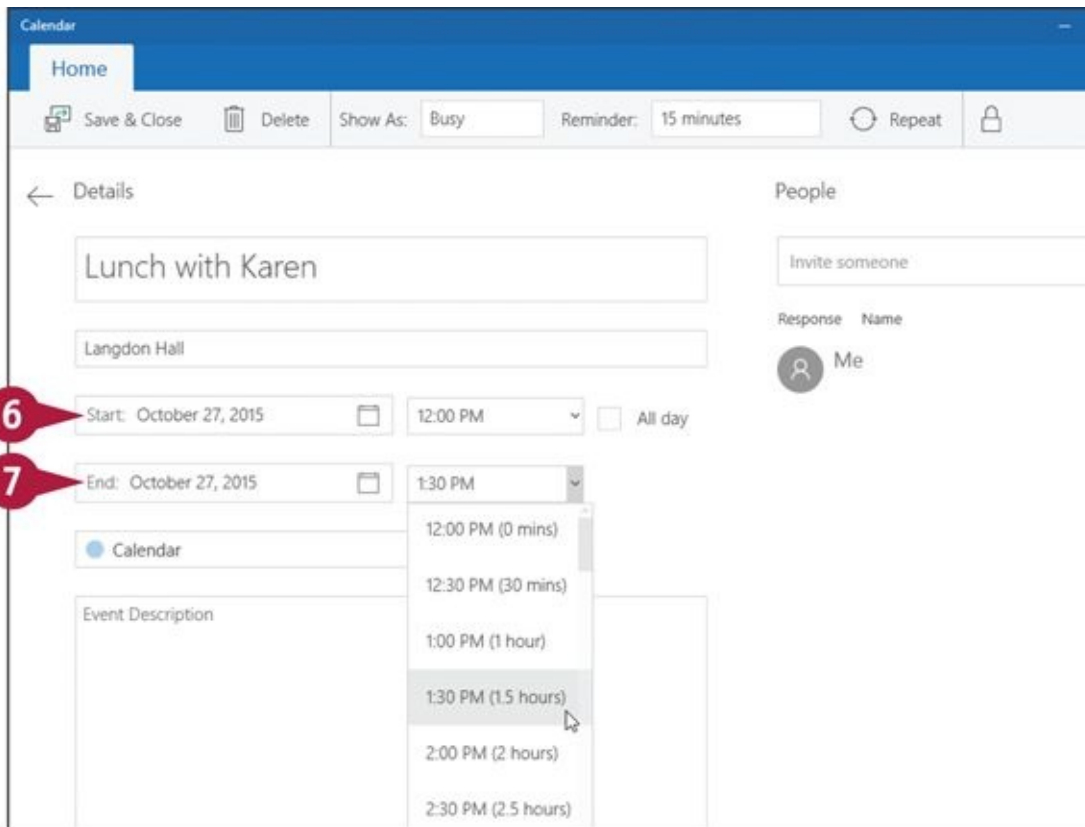 Calendar
Home
Save & Close Delete Show As: Busy Reminder: 15 minutes Repeat
Details
People
Lunch with Karen
Invite someone
Response Name
Langdon Hall
Me
6 Start: October 27, 2015 12:00 PM All day
7 End: October 27, 2015 1:30 PM
12:00 PM (0 mins)
Calendar
12:30 PM (30 mins)
Event Description
1:00 PM (1 hour)
1:30 PM (1.5 hours)
2:00 PM (2 hours)
2:30 PM (2.5 hours)